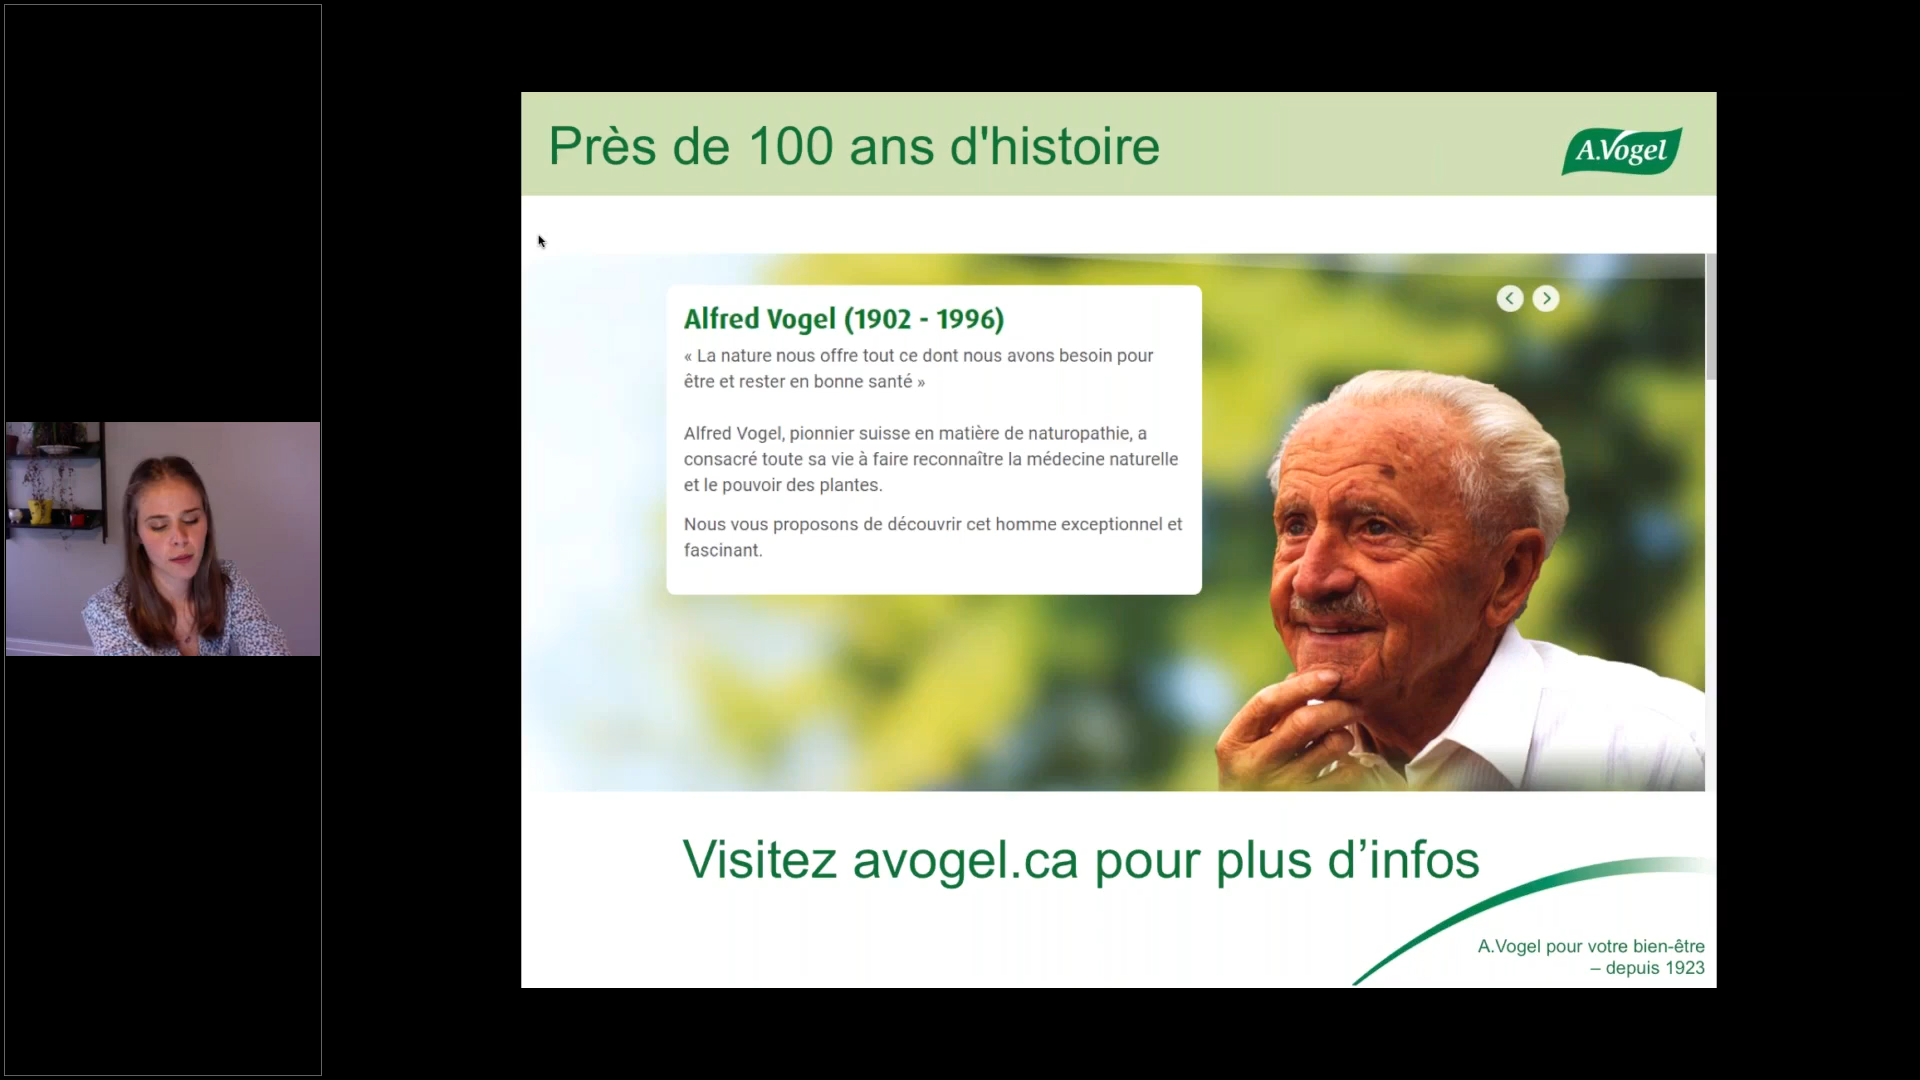 Près de 100 ans d'histoire
A.Vogel
Alfred Vogel (1902 - 1996)
« La nature nous offre tout ce dont nous avons besoin pour
être et rester en bonne santé »
Alfred Vogel, pionnier suisse en matière de naturopathie, a
consacré toute sa vie à faire reconnaître la médecine naturelle
et le pouvoir des plantes.
Nous vous proposons de découvrir cet homme exceptionnel et
fascinant.
Visitez avogel.ca pour plus d’infos
A.Vogel pour votre bien-être
– depuis 1923